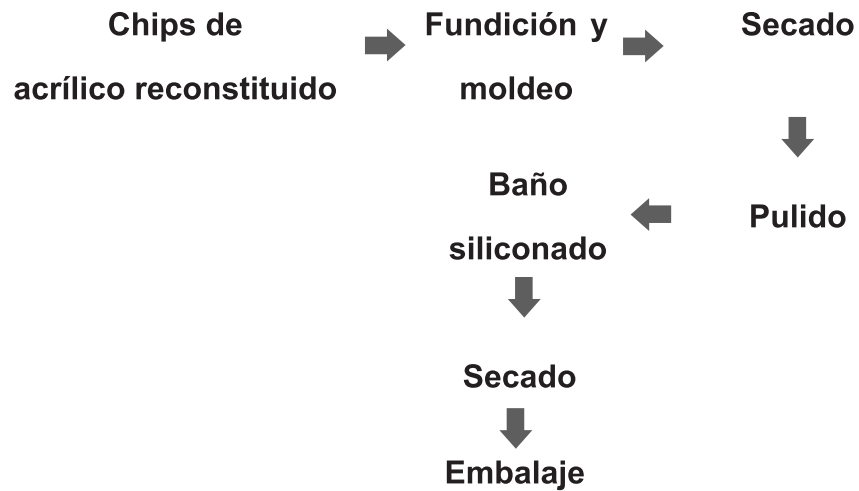 Chips de
acrílico reconstituido
Fundición y
moldeo
Secado
Pulido
Baño
siliconado
Secado
Embalaje